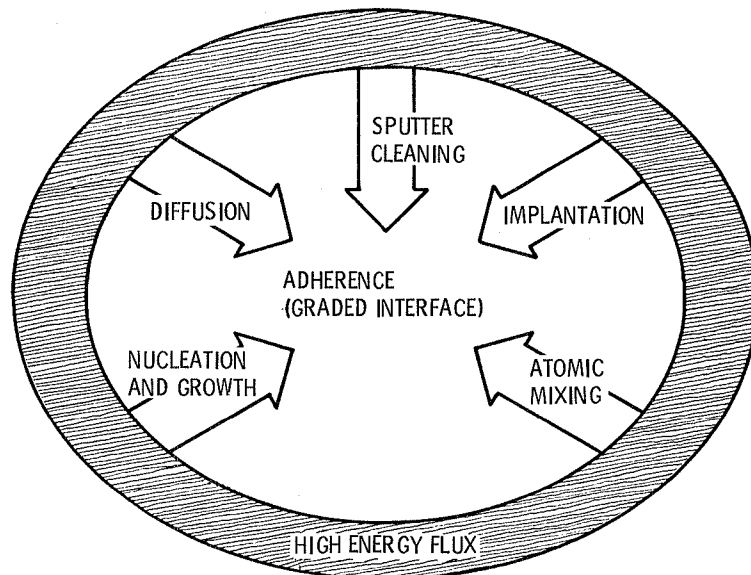 SPUTTER
CLEANING
DIFFUSION
IMPLANTATION
ADHERENCE
(GRADED INTERFACE)
NUCLEATION
AND GROWTH
ATOMIC
MIXING
HIGH ENERGY FLUX